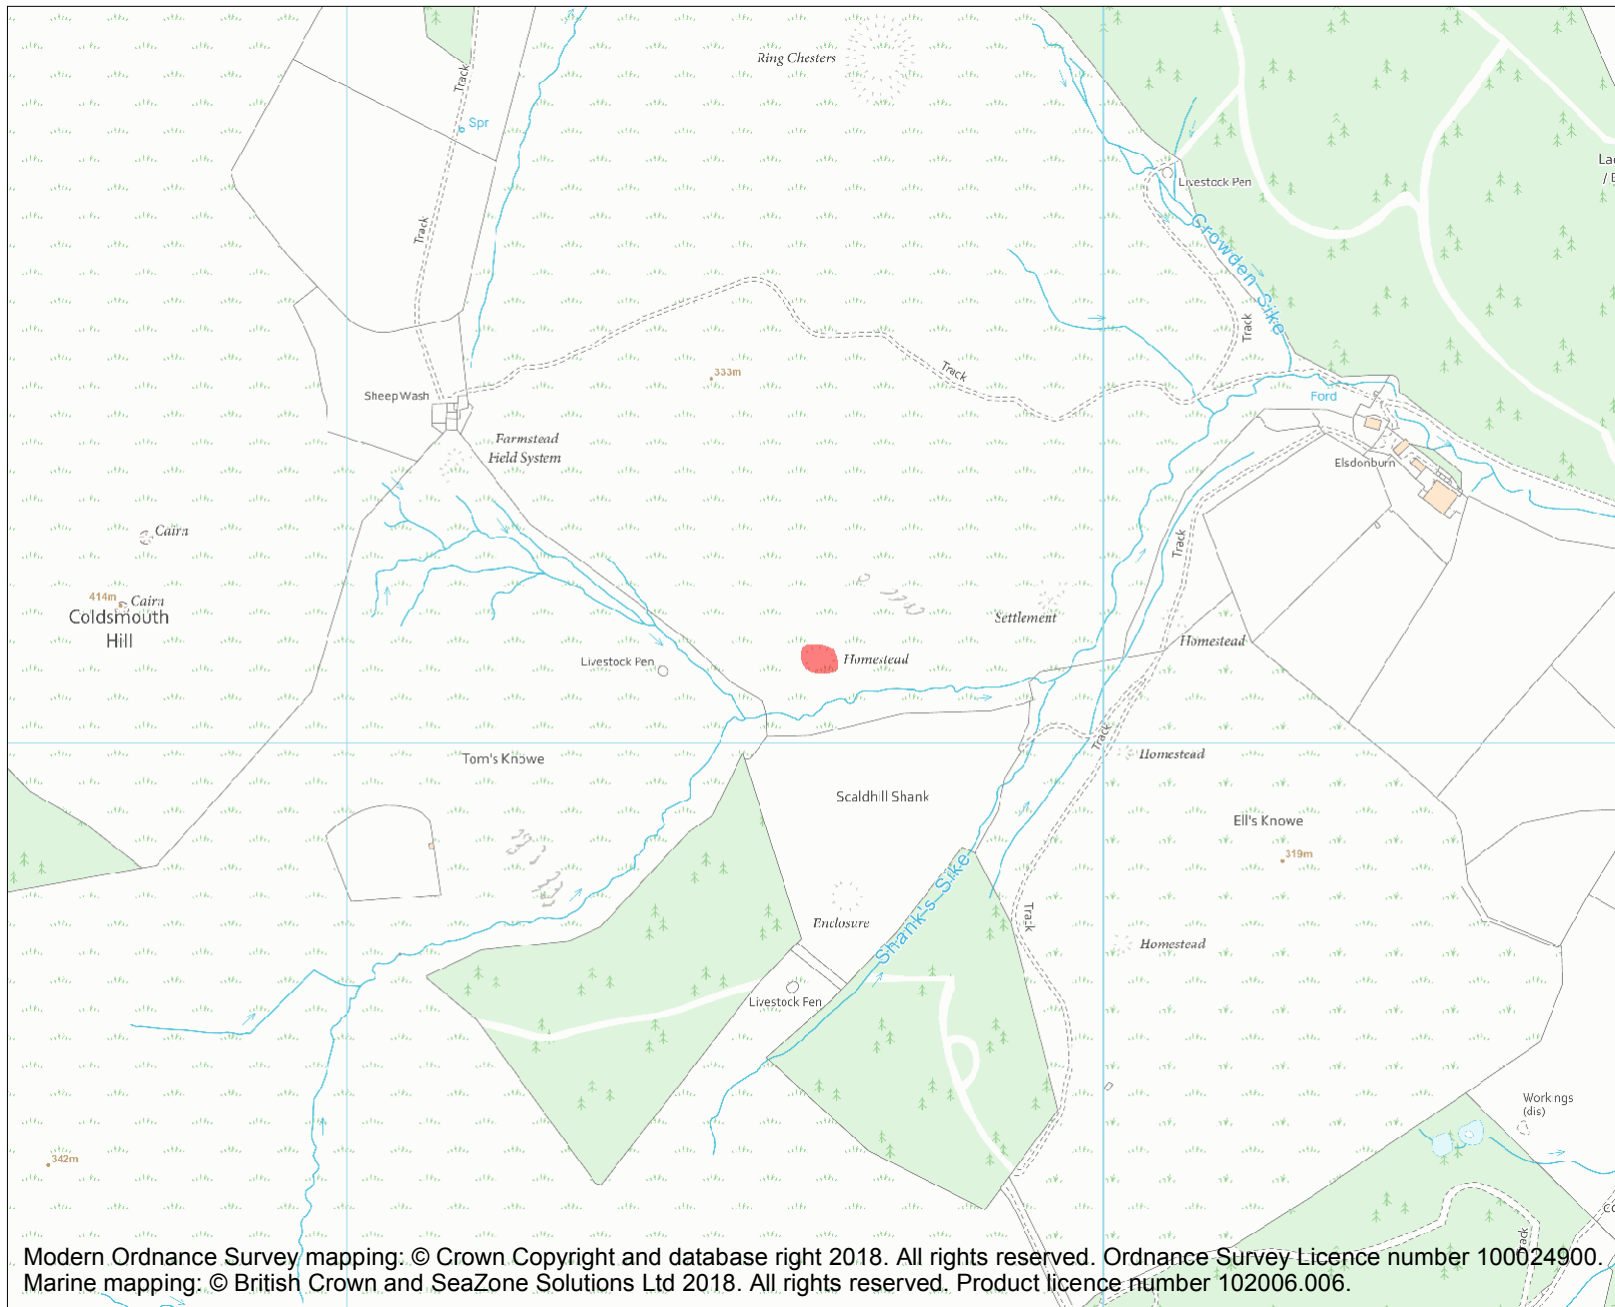 Ring Chesters
Track
Spr
Livestock Pen
Track
Crowden Sike
Track
Track
333m
Sheep Wash
Ford
Farmstead
Field System
Elsdonburn
Cairn
Track
414m
Cairn
Coldsmouth
Hill
Settlement
Homestead
Livestock Pen
Homestead
Track
Homestead
Tom's Knowe
Scaldhill Shank
Ell's Knowe
319m
Shank's Sike
Enclosure
Track
Homestead
Livestock Pen
Workings
(dis)
342m
Track
Modern Ordnance Survey mapping: © Crown Copyright and database right 2018. All rights reserved. Ordnance Survey Licence number 100024900.
Marine mapping: © British Crown and SeaZone Solutions Ltd 2018. All rights reserved. Product licence number 102006.006.